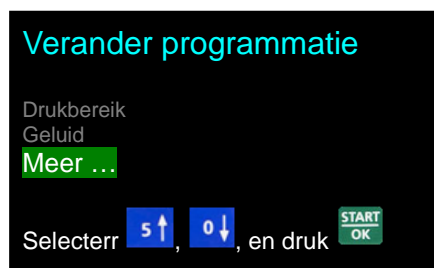 Verander programmatie
Drukbereik
Geluid
Meer …
Selecterr 5↑, 0↓, en druk START OK